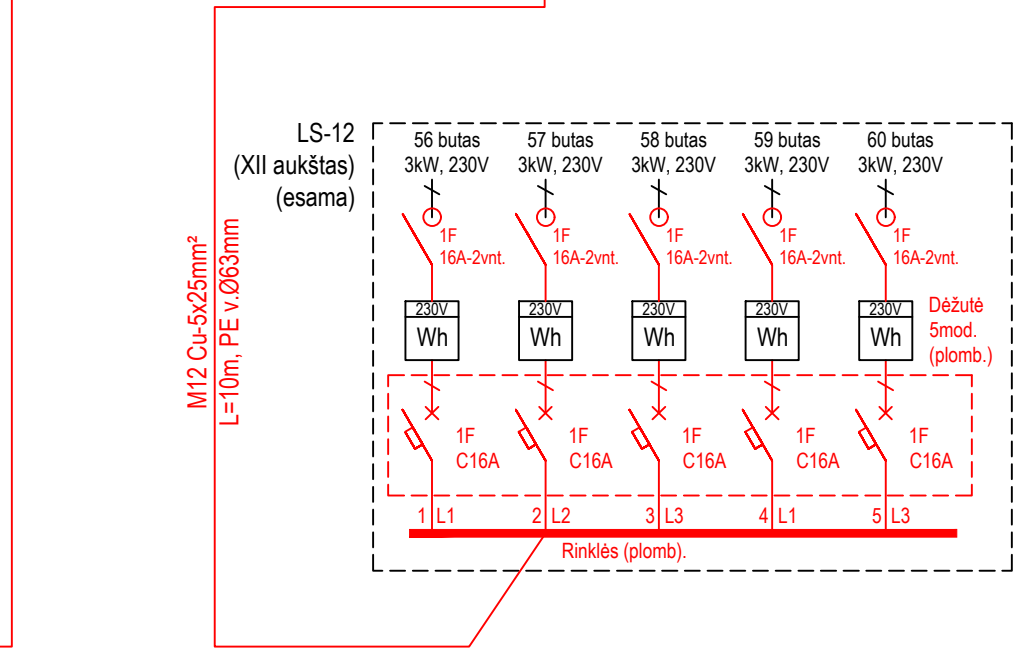 LS-12
(XII aukštas)
(esama)
56 butas
3kW, 230V
57 butas
3kW, 230V
58 butas
3kW, 230V
59 butas
3kW, 230V
60 butas
3kW, 230V
1F
16A-2vnt.
1F
16A-2vnt.
1F
16A-2vnt.
1F
16A-2vnt.
1F
16A-2vnt.
M12 Cu-5x25mm²
L=10m, PE v.Ø63mm
230V
Wh
230V
Wh
230V
Wh
230V
Wh
230V
Wh
Dėžutė
5mod.
(plomb.)
1F
C16A
1F
C16A
1F
C16A
1F
C16A
1F
C16A
1 L1
2 L2
3 L3
4 L1
5 L3
Rinklės (plomb).